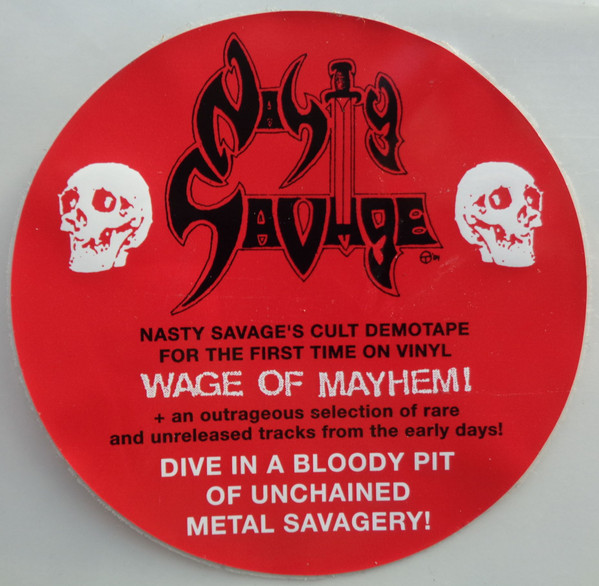 Nasty
Savage
NASTY SAVAGE'S CULT DEMOTAPE
FOR THE FIRST TIME ON VINYL
WAGE OF MAYHEM!
+ an outrageous selection of rare
and unreleased tracks from the early days!
DIVE IN A BLOODY PIT
OF UNCHAINED
METAL SAVAGERY!